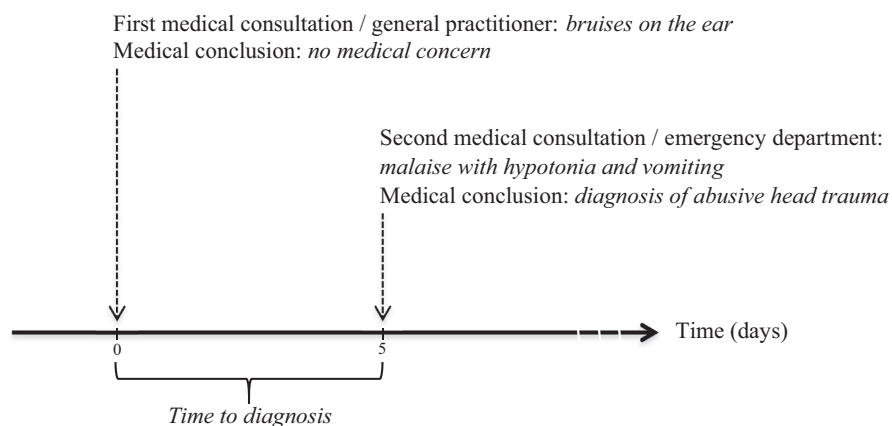 First medical consultation / general practitioner: bruises on the ear
Medical conclusion: no medical concern
Second medical consultation / emergency department:
malaise with hypotonia and vomiting
Medical conclusion: diagnosis of abusive head trauma
Time (days)
0
5
Time to diagnosis